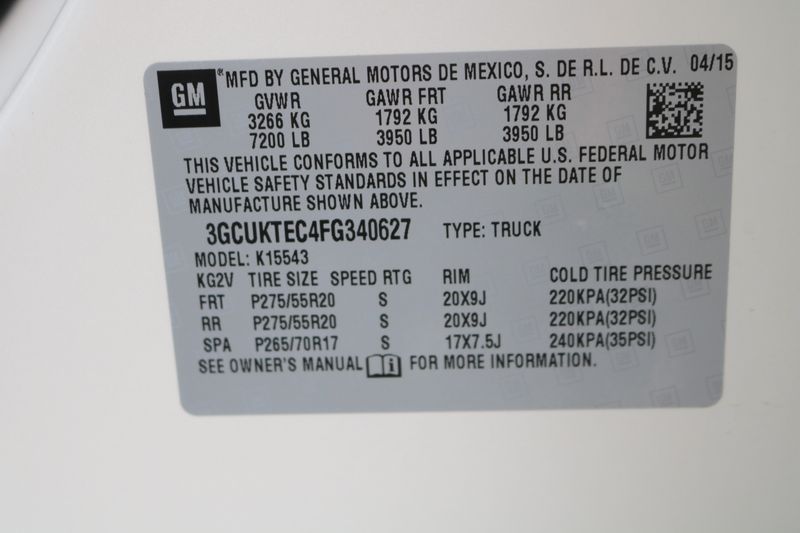 GM ® MFD BY GENERAL MOTORS DE MEXICO, S. DE R.L. DE C.V. 04/15
GVWR GAWR FRT GAWR RR
3266 KG 1792 KG 1792 KG
7200 LB 3950 LB 3950 LB
THIS VEHICLE CONFORMS TO ALL APPLICABLE U.S. FEDERAL MOTOR
VEHICLE SAFETY STANDARDS IN EFFECT ON THE DATE OF
MANUFACTURE SHOWN ABOVE.
3GCUKTEC4FG340627 TYPE: TRUCK
MODEL: K15543
KG2V TIRE SIZE SPEED RTG RIM COLD TIRE PRESSURE
FRT P275/55R20 S 20X9J 220KPA(32PSI)
RR P275/55R20 S 20X9J 220KPA(32PSI)
SPA P265/70R17 S 17X7.5J 240KPA(35PSI)
SEE OWNER'S MANUAL i FOR MORE INFORMATION.